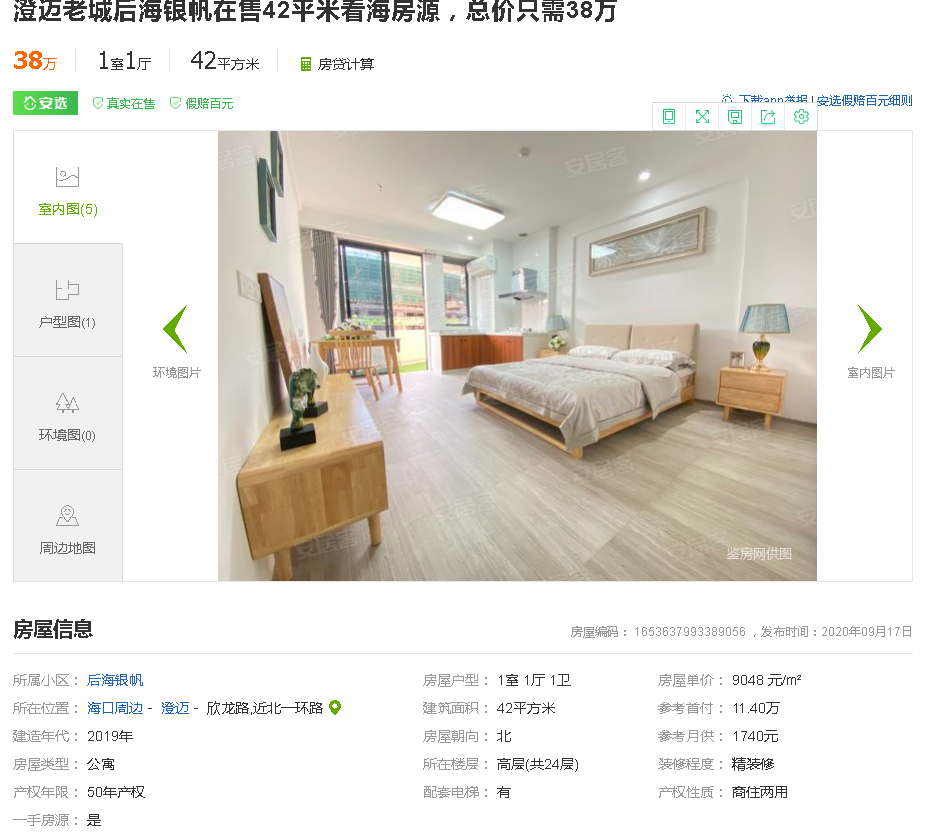 澄迈老城后海银帆在售42平米看海房源，总价只需38万
38万 1室1厅 42平方米 房贷计算
安选 真实在售 假赔百元 下载app举报 | 安选假赔百元细则
室内图(5)
户型图(1)
环境图(0)
周边地图
环境图片
室内图片
安居客
安居客
安居客
鉴房网供图
房屋信息 房屋编码： 1653637993389056 ，发布时间：2020年09月17日
所属小区： 后海银帆 房屋户型： 1室 1厅 1卫 房屋单价： 9048 元/m²
所在位置： 海口周边 - 澄迈 - 欣龙路,近北一环路 建筑面积： 42平方米 参考首付： 11.40万
建造年代： 2019年 房屋朝向： 北 参考月供： 1740元
房屋类型： 公寓 所在楼层： 高层(共24层) 装修程度： 精装修
产权年限： 50年产权 配套电梯： 有 产权性质： 商住两用
一手房源： 是